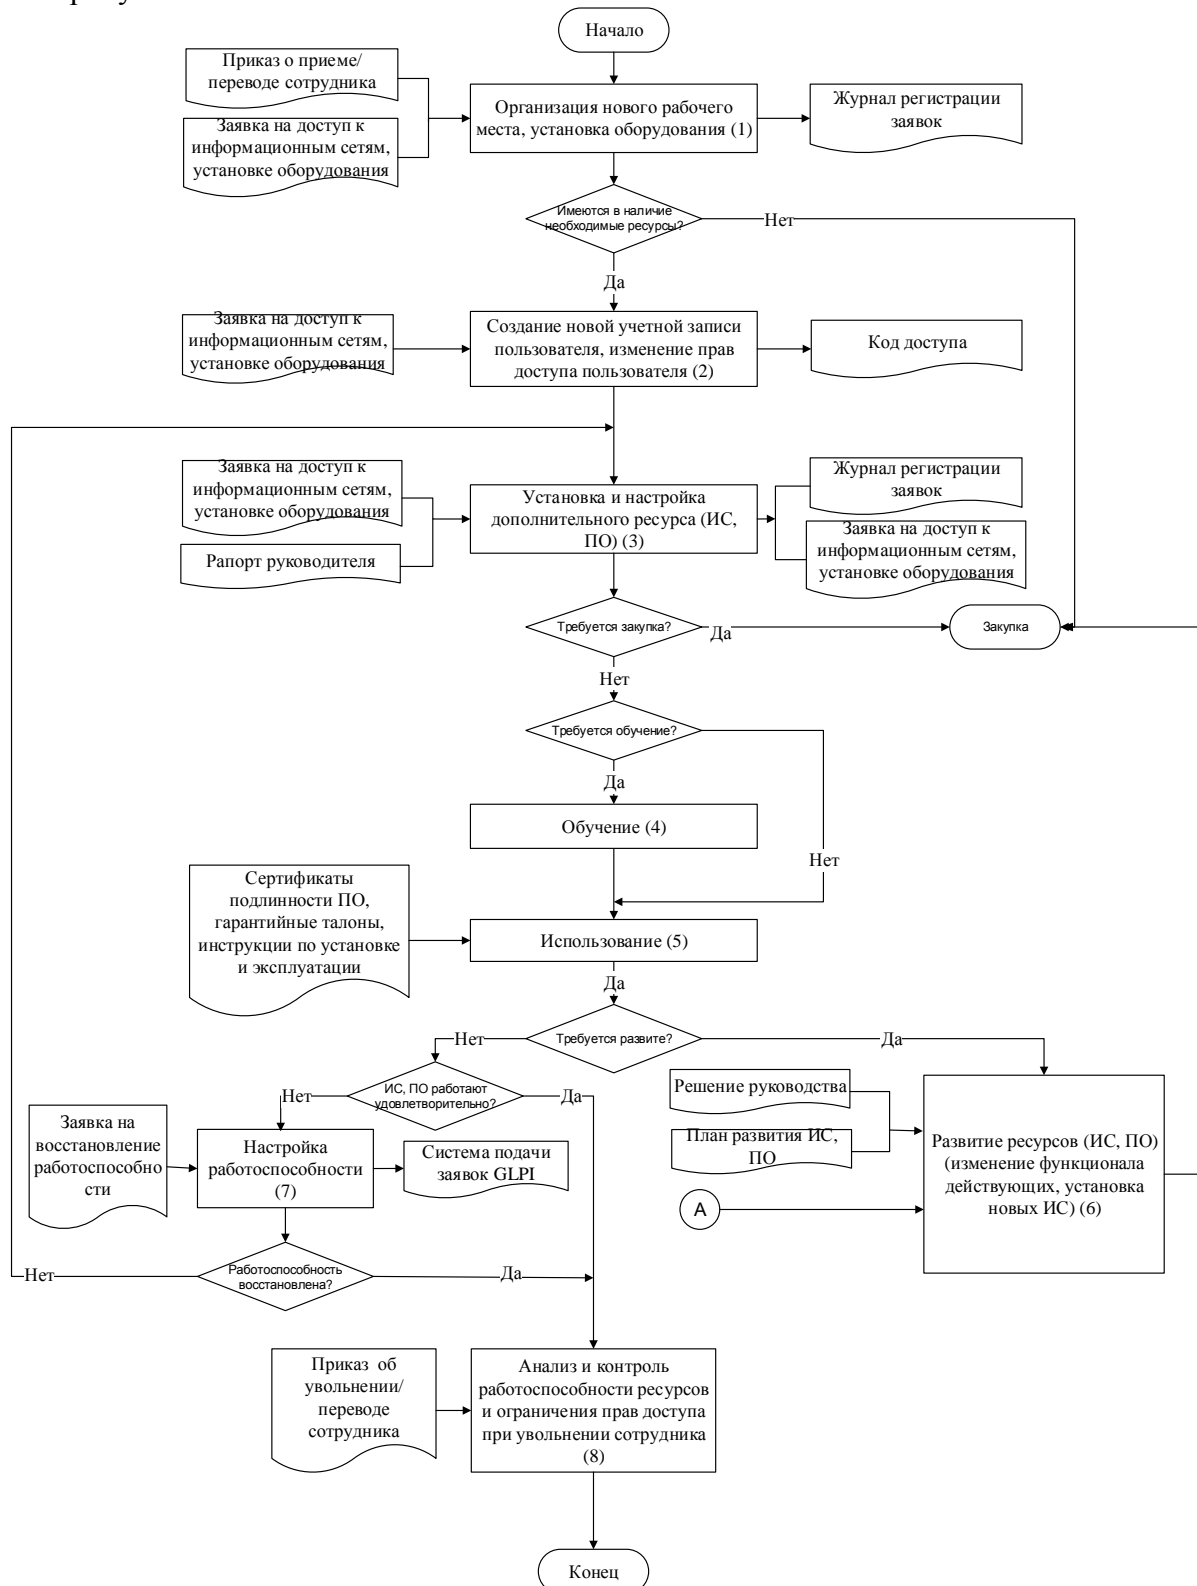 Начало
Приказ о приеме/
переводе сотрудника
Заявка на доступ к
информационным сетям,
установке оборудования
Организация нового рабочего
места, установка оборудования (1)
Журнал регистрации
заявок
Имеются в наличие
необходимые ресурсы?
Нет
Да
Заявка на доступ к
информационным сетям,
установке оборудования
Создание новой учетной записи
пользователя, изменение прав
доступа пользователя (2)
Код доступа
Заявка на доступ к
информационным сетям,
установке оборудования
Рапорт руководителя
Установка и настройка
дополнительного ресурса (ИС,
ПО) (3)
Журнал регистрации
заявок
Заявка на доступ к
информационным сетям,
установке оборудования
Требуется закупка?
Да
Закупка
Нет
Требуется обучение?
Да
Обучение (4)
Нет
Сертификаты
подлинности ПО,
гарантийные талоны,
инструкции по установке
и эксплуатации
Использование (5)
Да
Требуется развите?
Нет
Да
ИС, ПО работают
удовлетворительно?
Нет
Да
Решение руководства
План развития ИС,
ПО
А
Развитие ресурсов (ИС, ПО)
(изменение функционала
действующих, установка
новых ИС) (6)
Заявка на
восстановление
работоспособно
сти
Настройка
работоспособности
(7)
Система подачи
заявок GLPI
Работоспособность
восстановлена?
Нет
Да
Приказ об
увольнении/
переводе
сотрудника
Анализ и контроль
работоспособности ресурсов
и ограничения прав доступа
при увольнении сотрудника
(8)
Конец